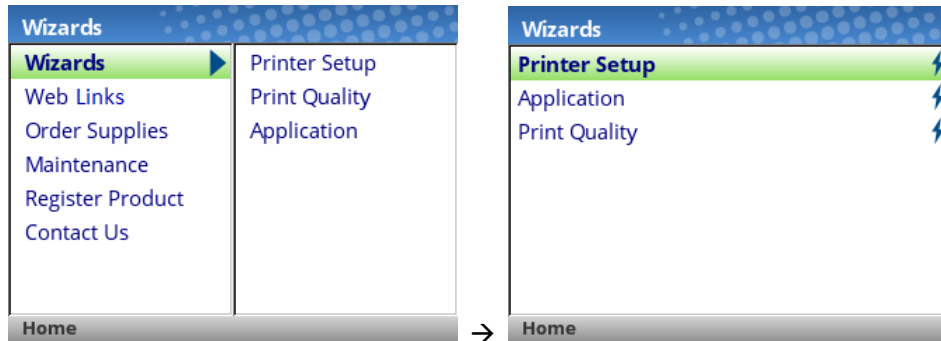 Wizards
Wizards
Web Links
Order Supplies
Maintenance
Register Product
Contact Us
Printer Setup
Print Quality
Application
Home
→
Wizards
Printer Setup
Application
Print Quality
Home